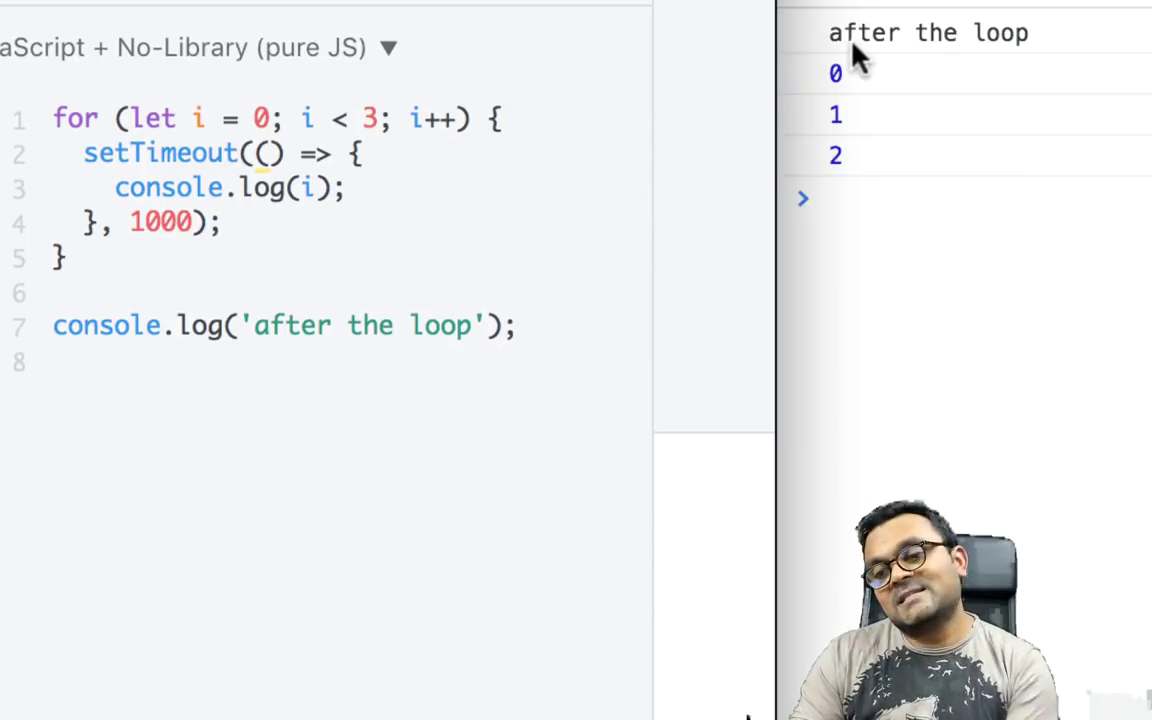 aScript + No-Library (pure JS) ▼
1 for (let i = 0; i < 3; i++) {
2 setTimeout(() => {
3 console.log(i);
4 }, 1000);
5 }
6
7 console.log('after the loop');
8
after the loop
0
1
2
>